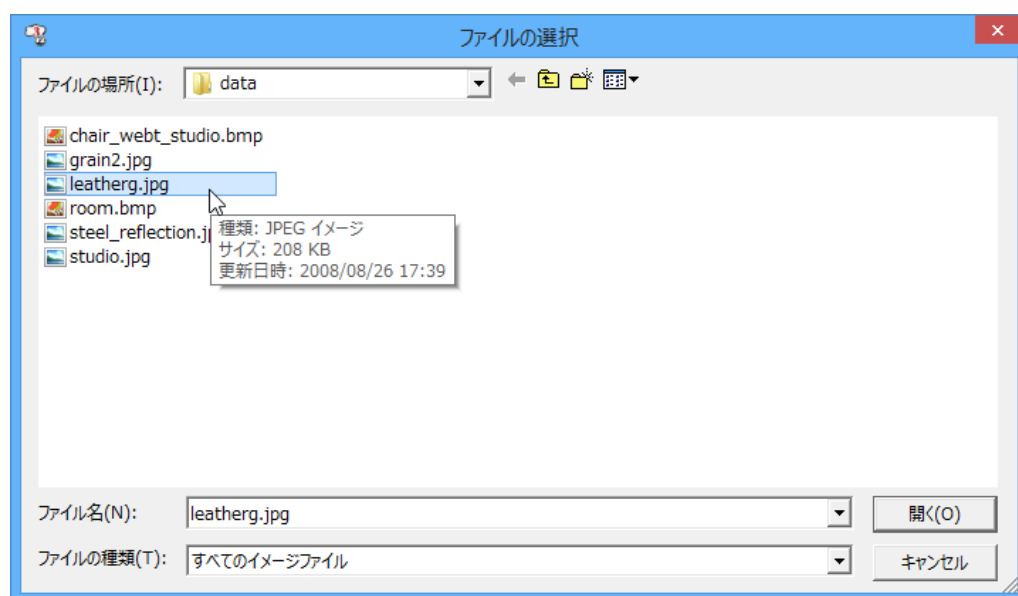 ファイルの選択
ファイルの場所(I): data
chair_webt_studio.bmp
grain2.jpg
leatherg.jpg
room.bmp
steel_reflection.j
studio.jpg
種類: JPEG イメージ
サイズ: 208 KB
更新日時: 2008/08/26 17:39
ファイル名(N): leatherg.jpg
開く(O)
ファイルの種類(T): すべてのイメージファイル
キャンセル